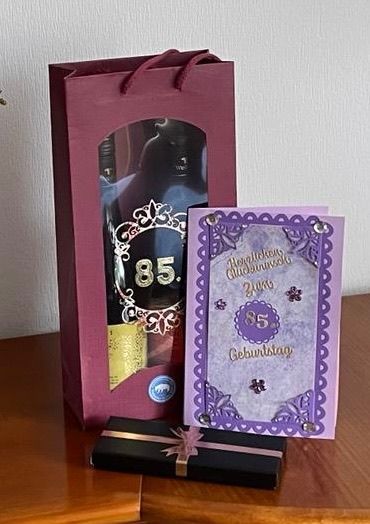 85.
Herzlichen
Glückwunsch
Zum
85.
Geburtstag